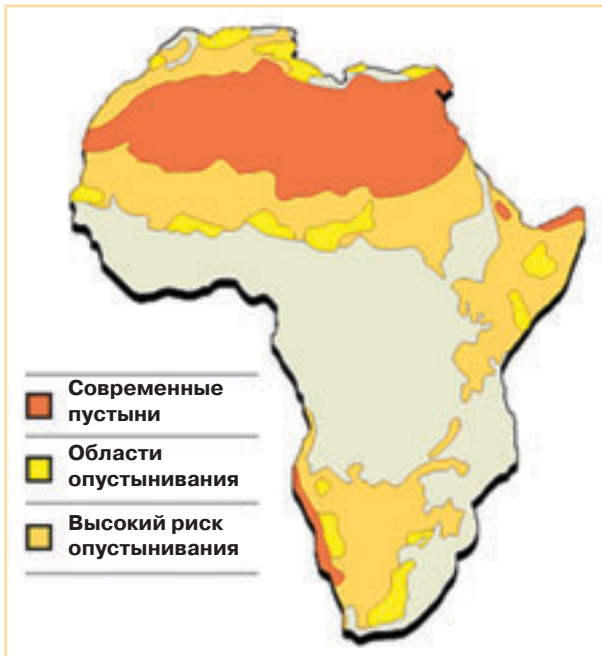 Современные
пустыни
Области
опустынивания
Высокий риск
опустынивания